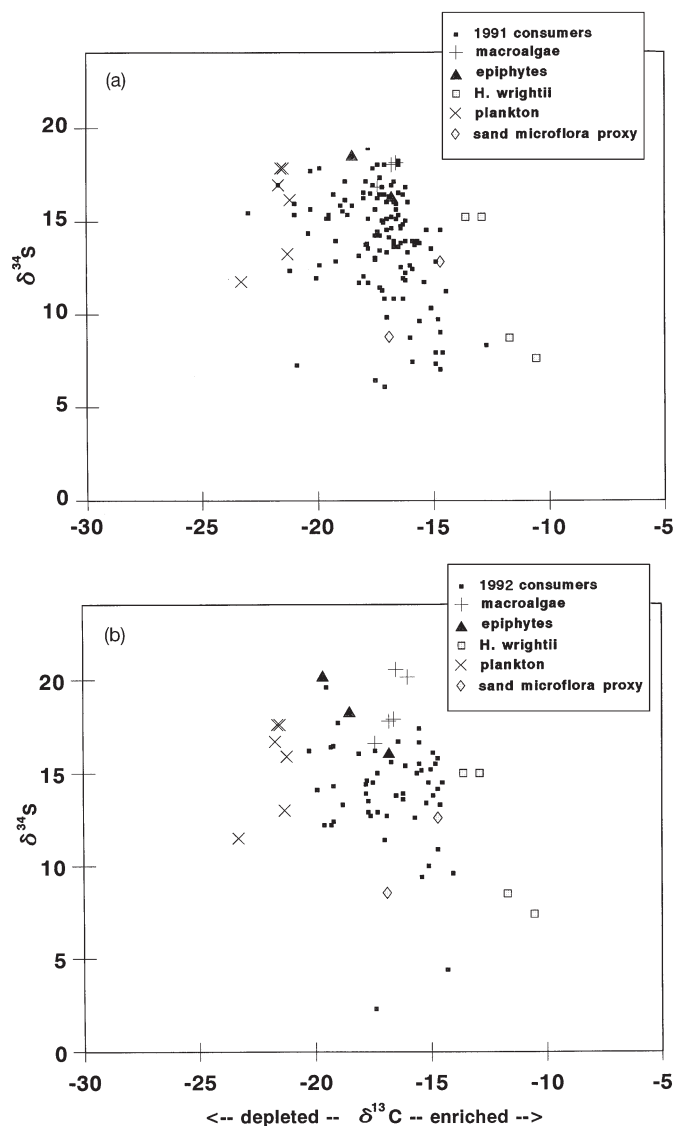 1991 consumers
macroalgae
epiphytes
H. wrightii
plankton
sand microflora proxy
(a)
20
15
10
5
0
δ³⁴S
-30
-25
-20
-15
-10
-5
1992 consumers
macroalgae
epiphytes
H. wrightii
plankton
sand microflora proxy
(b)
20
15
10
5
0
δ³⁴S
-30
-25
-20
-15
-10
-5
<-- depleted -- δ¹³C -- enriched -->